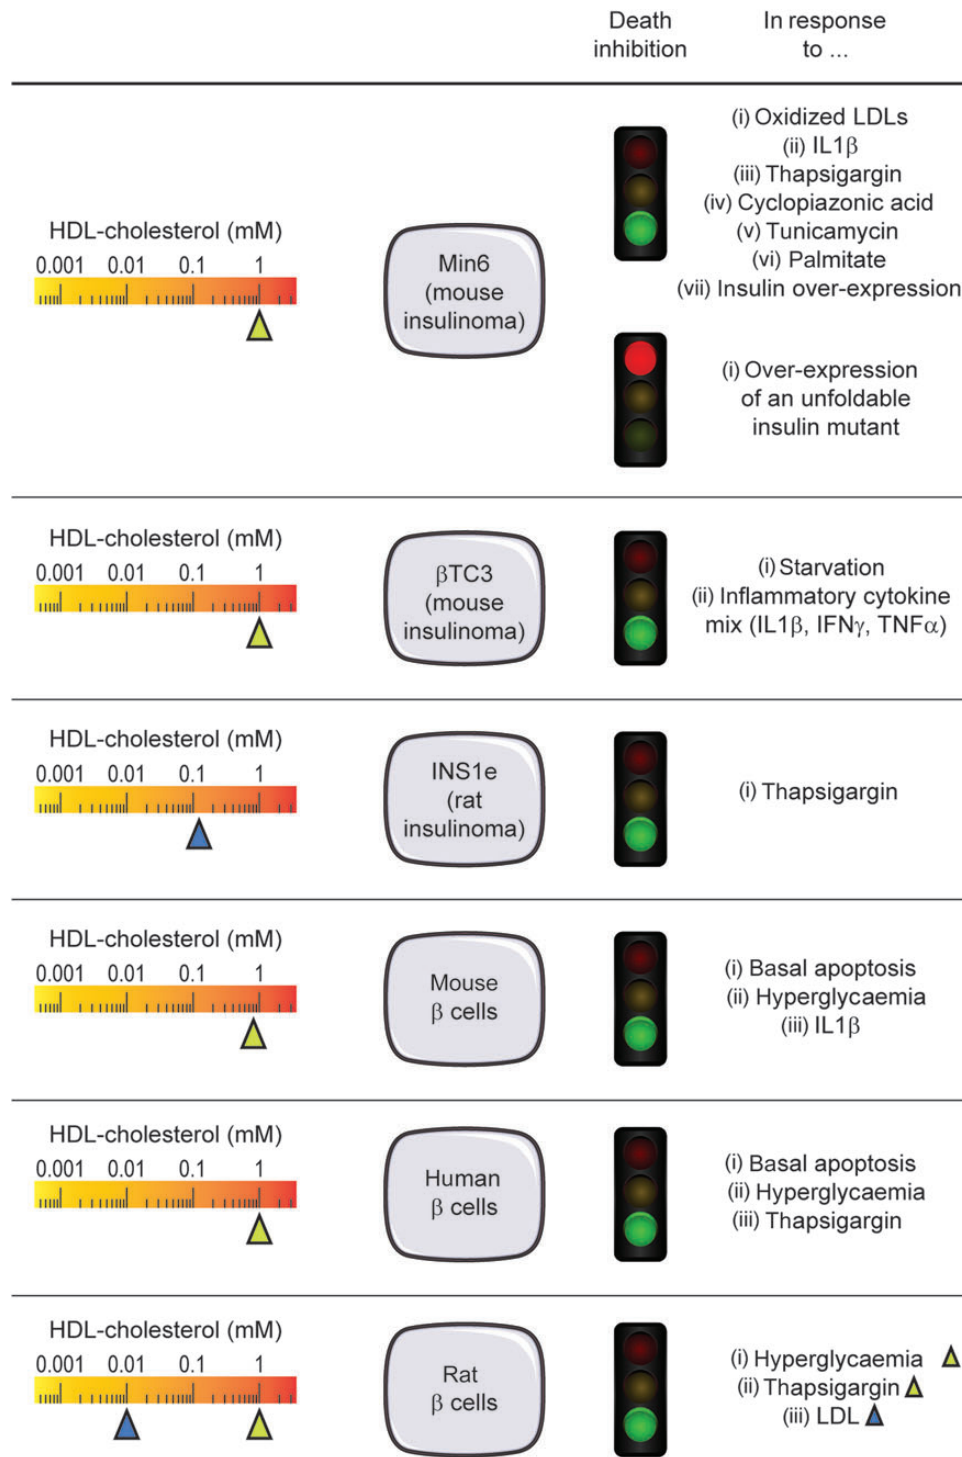 Death
inhibition
In response
to ...
HDL-cholesterol (mM)
0.001 0.01 0.1 1
Min6
(mouse
insulinoma)
(i) Oxidized LDLs
(ii) IL1β
(iii) Thapsigargin
(iv) Cyclopiazonic acid
(v) Tunicamycin
(vi) Palmitate
(vii) Insulin over-expression
(i) Over-expression
of an unfoldable
insulin mutant
HDL-cholesterol (mM)
0.001 0.01 0.1 1
βTC3
(mouse
insulinoma)
(i) Starvation
(ii) Inflammatory cytokine
mix (IL1β, IFNγ, TNFα)
HDL-cholesterol (mM)
0.001 0.01 0.1 1
INS1e
(rat
insulinoma)
(i) Thapsigargin
HDL-cholesterol (mM)
0.001 0.01 0.1 1
Mouse
β cells
(i) Basal apoptosis
(ii) Hyperglycaemia
(iii) IL1β
HDL-cholesterol (mM)
0.001 0.01 0.1 1
Human
β cells
(i) Basal apoptosis
(ii) Hyperglycaemia
(iii) Thapsigargin
HDL-cholesterol (mM)
0.001 0.01 0.1 1
Rat
β cells
(i) Hyperglycaemia
(ii) Thapsigargin
(iii) LDL